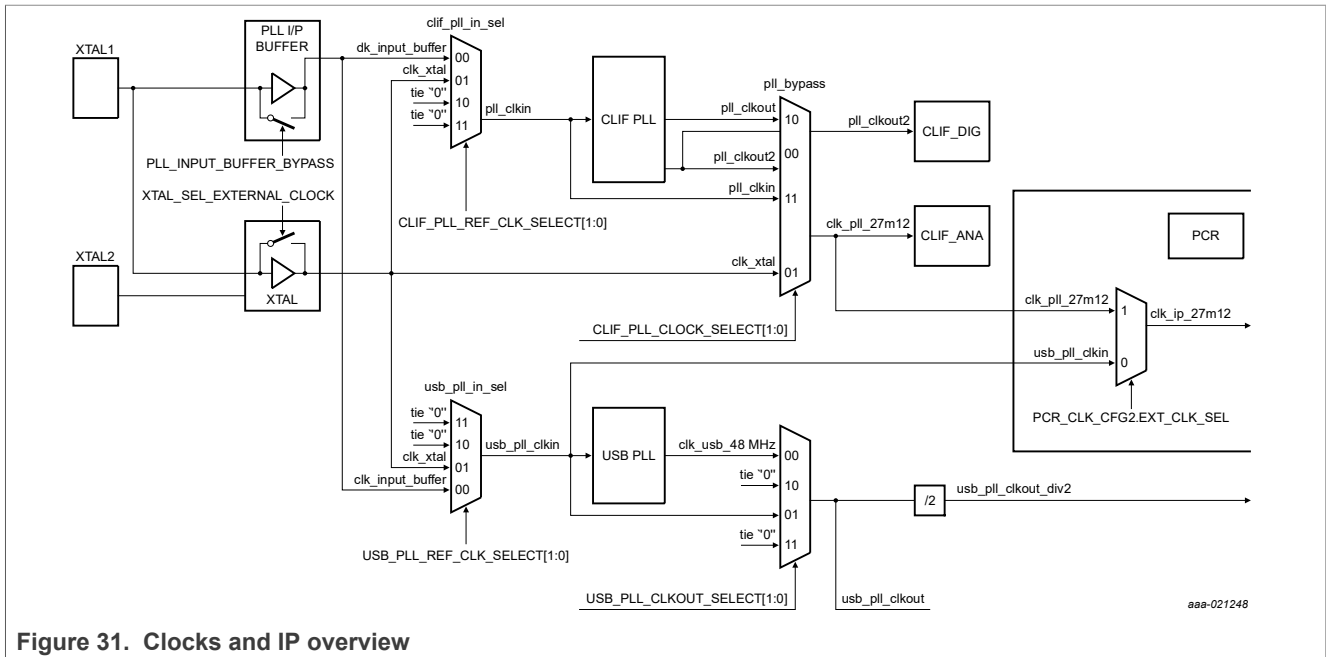 XTAL1
PLL I/P
BUFFER
PLL_INPUT_BUFFER_BYPASS
XTAL_SEL_EXTERNAL_CLOCK
XTAL2
XTAL
clif_pll_in_sel
dk_input_buffer
00
clk_xtal
01
tie "0"
10
tie "0"
11
pll_clkin
CLIF_PLL_REF_CLK_SELECT[1:0]
CLIF PLL
pll_bypass
pll_clkout
10
00
pll_clkout2
pll_clkin
11
clk_xtal
01
CLIF_PLL_CLOCK_SELECT[1:0]
pll_clkout2
CLIF_DIG
clk_pll_27m12
CLIF_ANA
PCR
clk_pll_27m12
1
clk_ip_27m12
usb_pll_clkin
0
PCR_CLK_CFG2.EXT_CLK_SEL
usb_pll_in_sel
tie "0"
11
tie "0"
10
clk_xtal
01
clk_input_buffer
00
usb_pll_clkin
USB_PLL_REF_CLK_SELECT[1:0]
USB PLL
clk_usb_48 MHz
00
tie "0"
10
01
tie "0"
11
USB_PLL_CLKOUT_SELECT[1:0]
/2
usb_pll_clkout_div2
usb_pll_clkout
aaa-021248
Figure 31. Clocks and IP overview